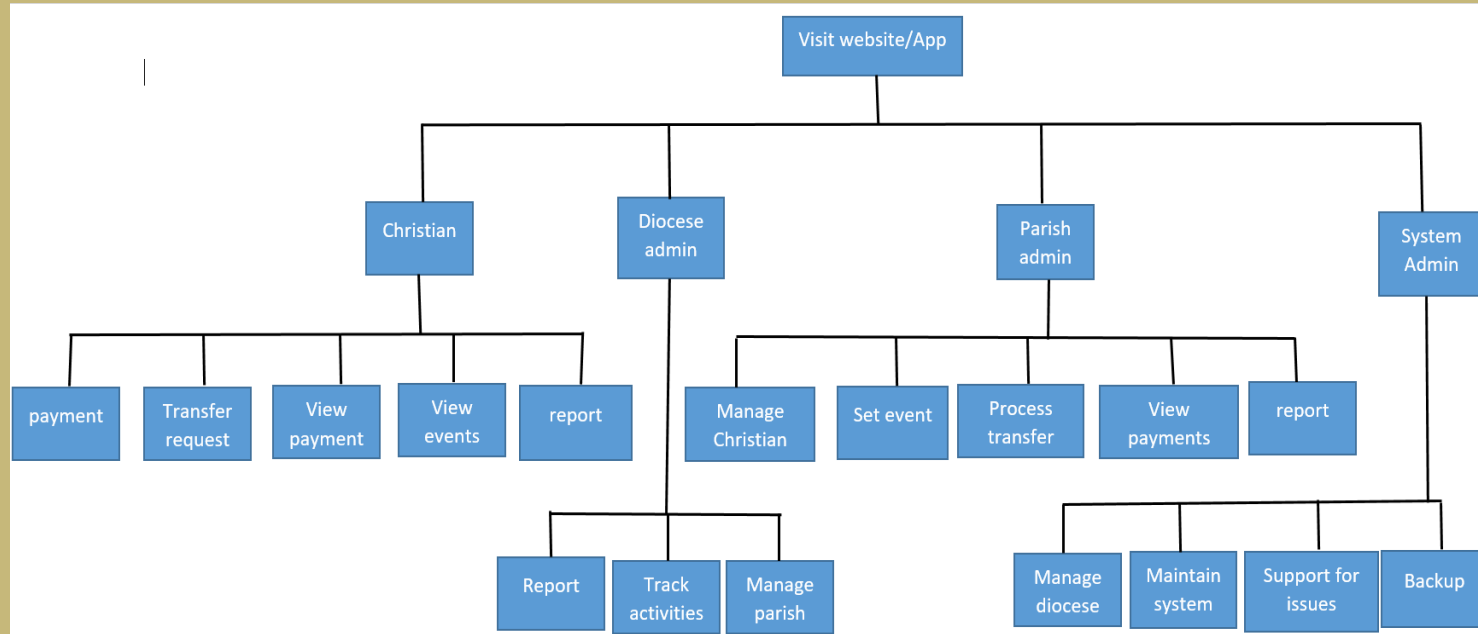 Visit website/App
Christian
Diocese
admin
Parish
admin
System
Admin
payment
Transfer
request
View
payment
View
events
report
Manage
Christian
Set event
Process
transfer
View
payments
report
Report
Track
activities
Manage
parish
Manage
diocese
Maintain
system
Support for
issues
Backup